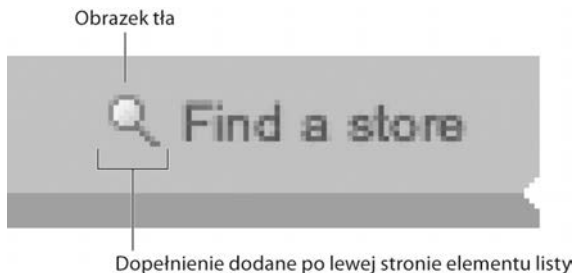 Obrazek tła
Find a store
Dopełnienie dodane po lewej stronie elementu listy